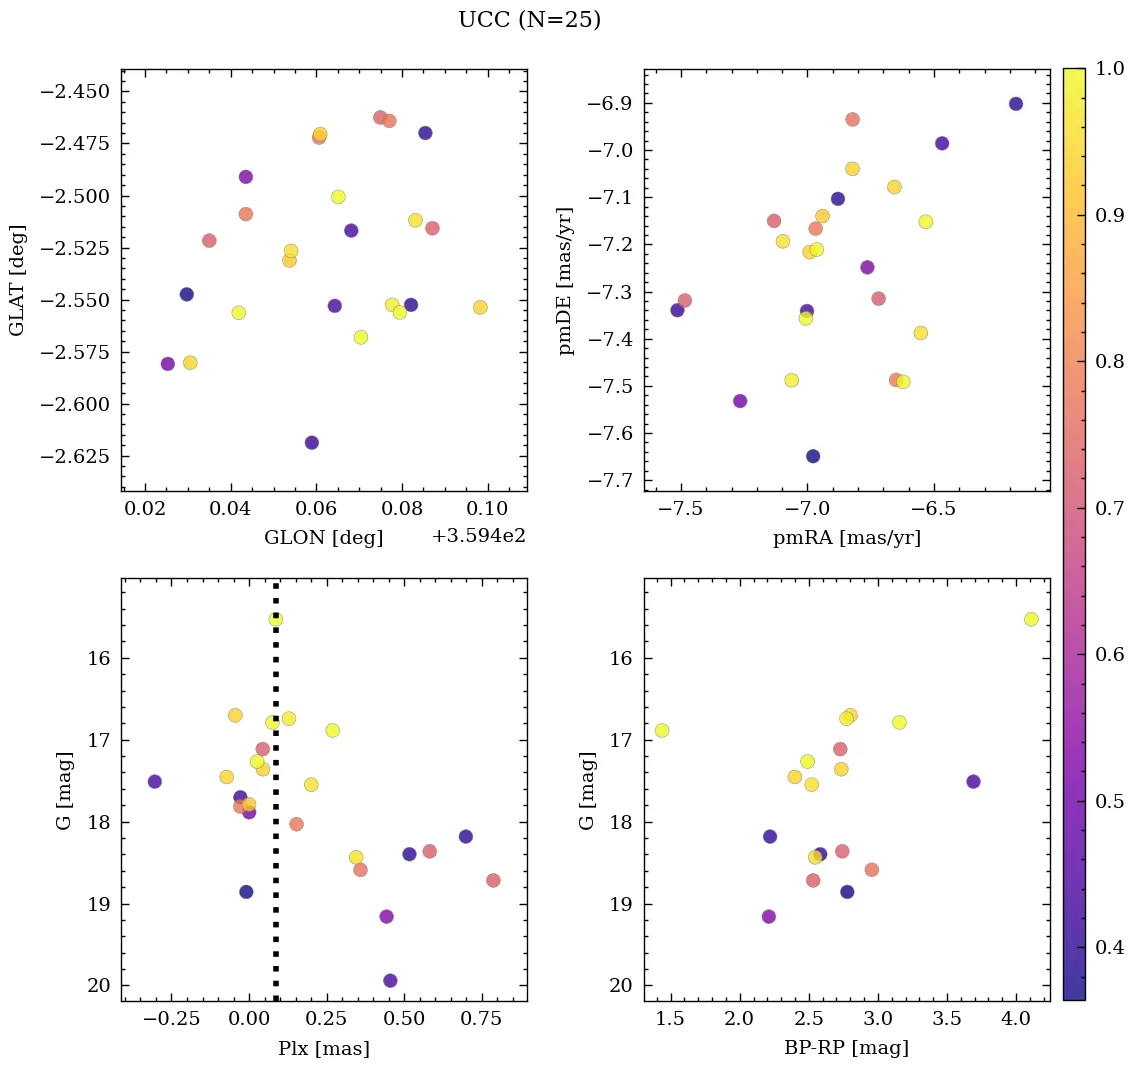 UCC (N=25)
−2.450
−2.475
−2.500
−2.525
−2.550
−2.575
−2.600
−2.625
GLAT [deg]
0.02 0.04 0.06 0.08 0.10
GLON [deg]
+3.594e2
−6.9
−7.0
−7.1
−7.2
−7.3
−7.4
−7.5
−7.6
−7.7
pmDE [mas/yr]
−7.5 −7.0 −6.5
pmRA [mas/yr]
1.0
0.9
0.8
0.7
0.6
0.5
0.4
16
17
18
19
20
G [mag]
−0.25 0.00 0.25 0.50 0.75
Plx [mas]
16
17
18
19
20
G [mag]
1.5 2.0 2.5 3.0 3.5 4.0
BP-RP [mag]